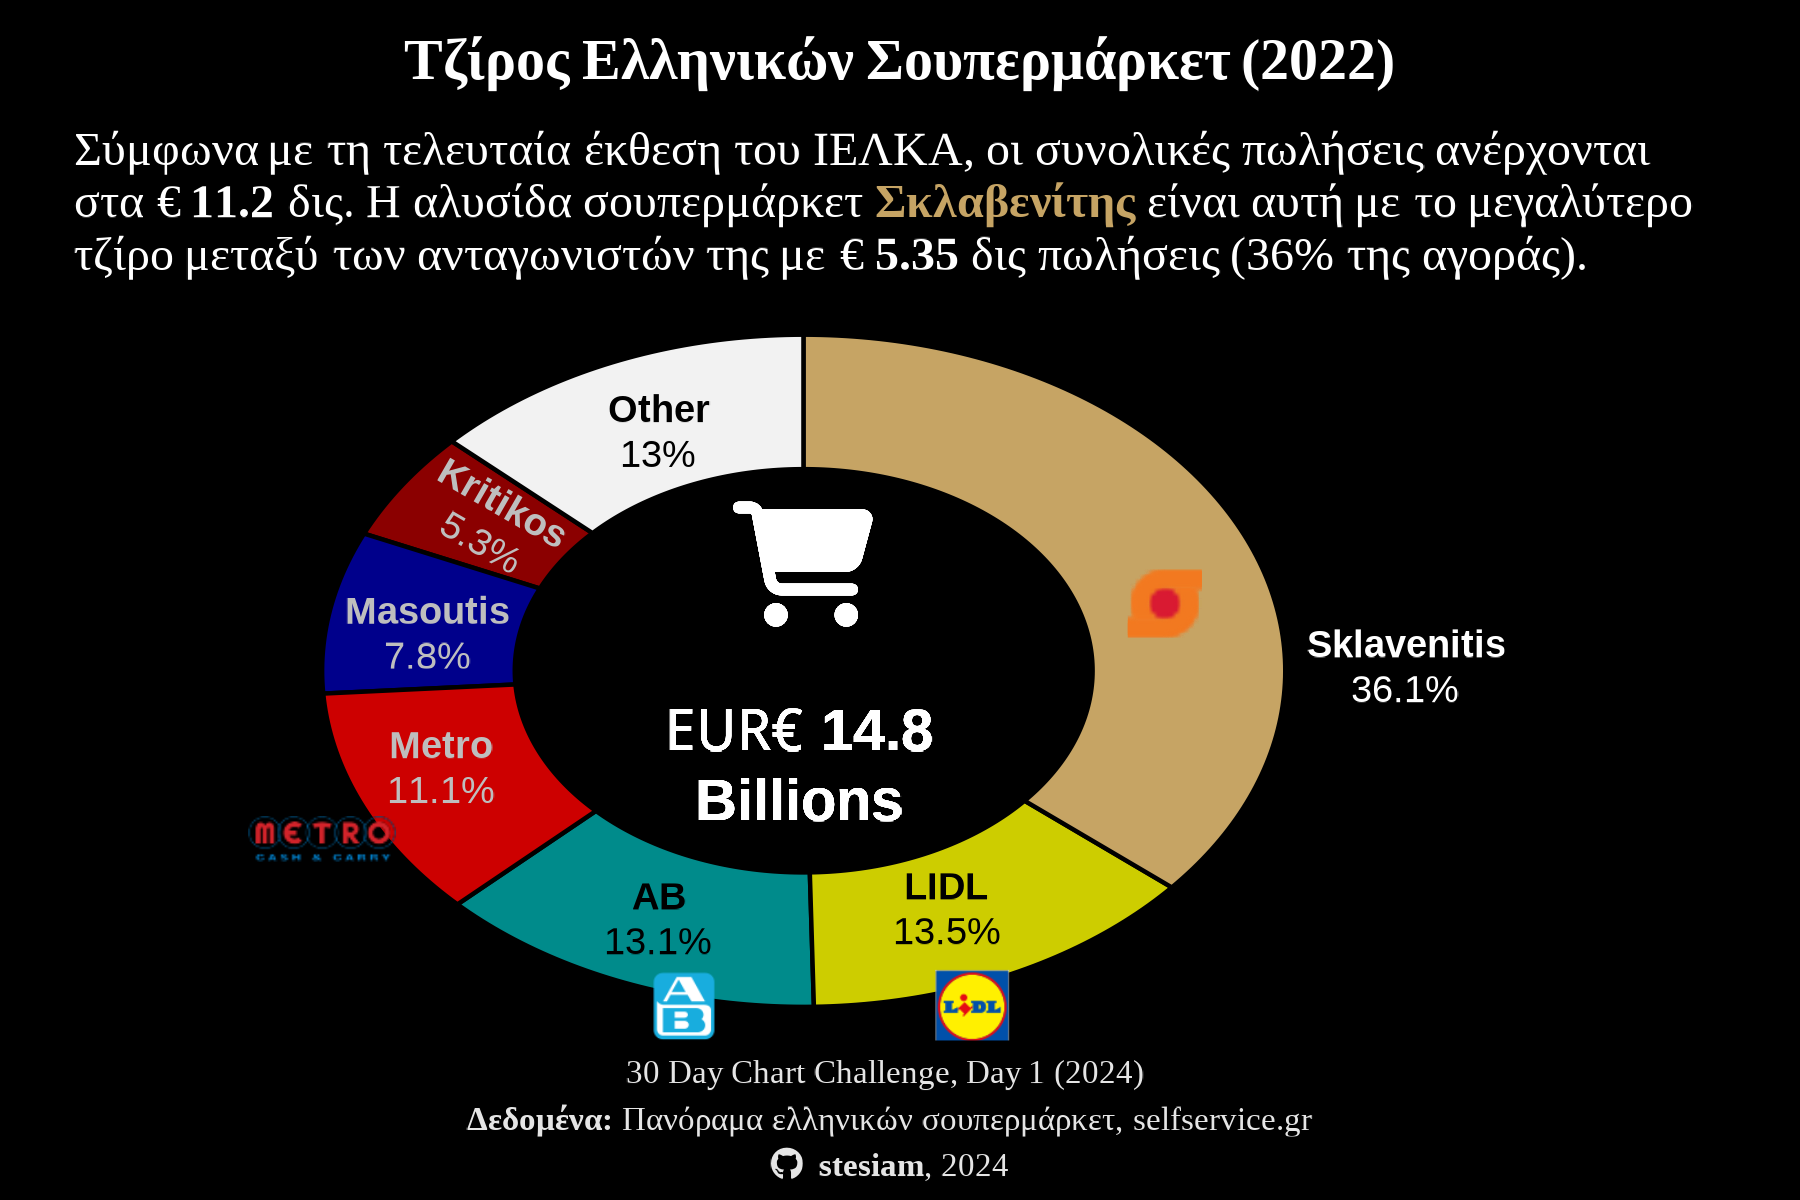 Τζίρος Ελληνικών Σουπερμάρκετ (2022)
Σύμφωνα με τη τελευταία έκθεση του ΙΕΛΚΑ, οι συνολικές πωλήσεις ανέρχονται
στα € 11.2 δις. Η αλυσίδα σουπερμάρκετ Σκλαβενίτης είναι αυτή με το μεγαλύτερο
τζίρο μεταξύ των ανταγωνιστών της με € 5.35 δις πωλήσεις (36% της αγοράς).
Other
13%
Kritikos
5.3%
Masoutis
7.8%
Sklavenitis
36.1%
EUR€ 14.8
Billions
Metro
11.1%
METRO
CASH & CARRY
AB
13.1%
AB
LIDL
13.5%
LIDL
30 Day Chart Challenge, Day 1 (2024)
Δεδομένα: Πανόραμα ελληνικών σουπερμάρκετ, selfservice.gr
stesiam, 2024